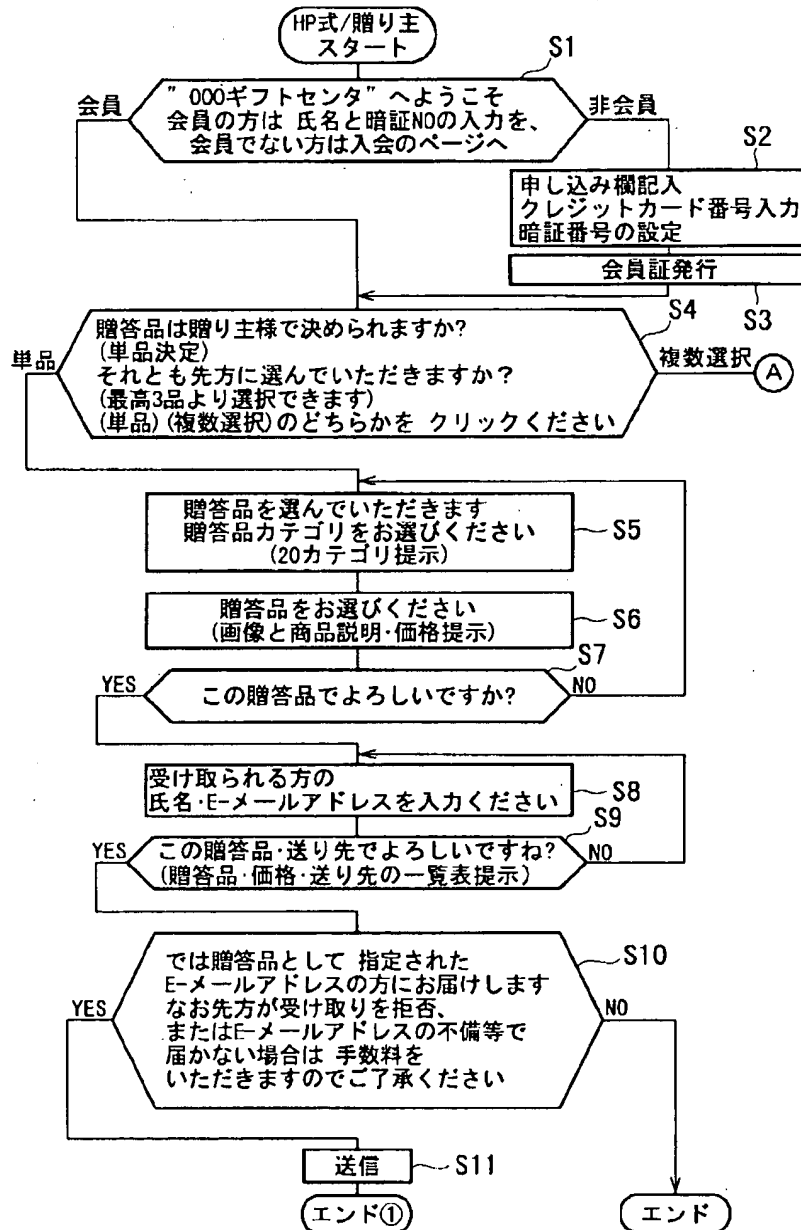 HP式/贈り主
スタート
S1
会員
" 000ギフトセンタ" へようこそ
会員の方は 氏名と暗証NOの入力を、
会員でない方は入会のページへ
非会員
S2
申し込み欄記入
クレジットカード番号入力
暗証番号の設定
会員証発行
S3
S4
単品
贈答品は贈り主様で決められますか?
(単品決定)
それとも先方に選んでいただきますか?
(最高3品より選択できます)
(単品)(複数選択)のどちらかを クリックください
複数選択
A
贈答品を選んでいただきます
贈答品カテゴリをお選びください
(20カテゴリ提示)
S5
贈答品をお選びください
(画像と商品説明・価格提示)
S6
S7
YES
この贈答品でよろしいですか?
NO
受け取られる方の
氏名・E-メールアドレスを入力ください
S8
S9
YES
この贈答品・送り先でよろしいですね?
(贈答品・価格・送り先の一覧表提示)
NO
S10
YES
では贈答品として 指定された
E-メールアドレスの方にお届けします
なお先方が受け取りを拒否、
またはE-メールアドレスの不備等で
届かない場合は 手数料を
いただきますのでご了承ください
NO
送信
S11
エンド①
エンド